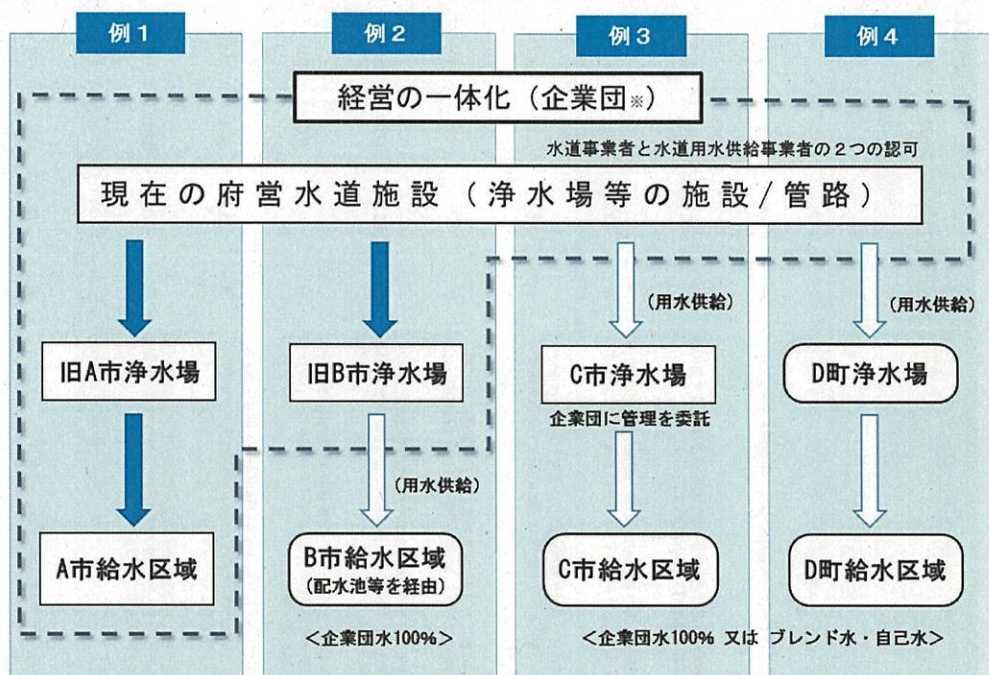 例1
例2
例3
例4
経営の一体化（企業団※）
水道事業者と水道用水供給事業者の2つの認可
現在の府営水道施設（浄水場等の施設/管路）
(用水供給)
(用水供給)
旧A市浄水場
旧B市浄水場
C市浄水場
D町浄水場
企業団に管理を委託
(用水供給)
A市給水区域
B市給水区域
(配水池等を経由)
C市給水区域
D町給水区域
＜企業団水100%＞
＜企業団水100% 又は ブレンド水・自己水＞